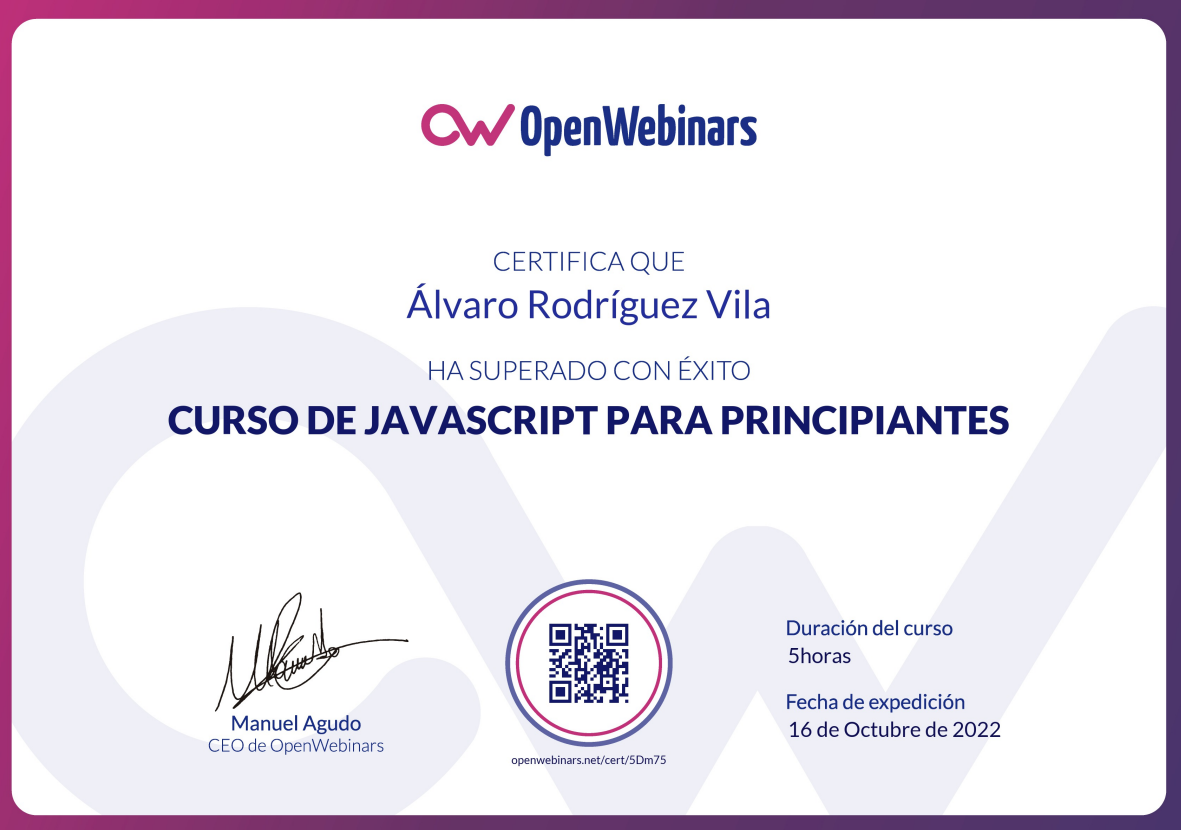 OpenWebinars
CERTIFICA QUE
Álvaro Rodríguez Vila
HA SUPERADO CON ÉXITO
CURSO DE JAVASCRIPT PARA PRINCIPIANTES
Manuel Agudo
CEO de OpenWebinars
openwebinars.net/cert/5Dm75
Duración del curso
5horas
Fecha de expedición
16 de Octubre de 2022